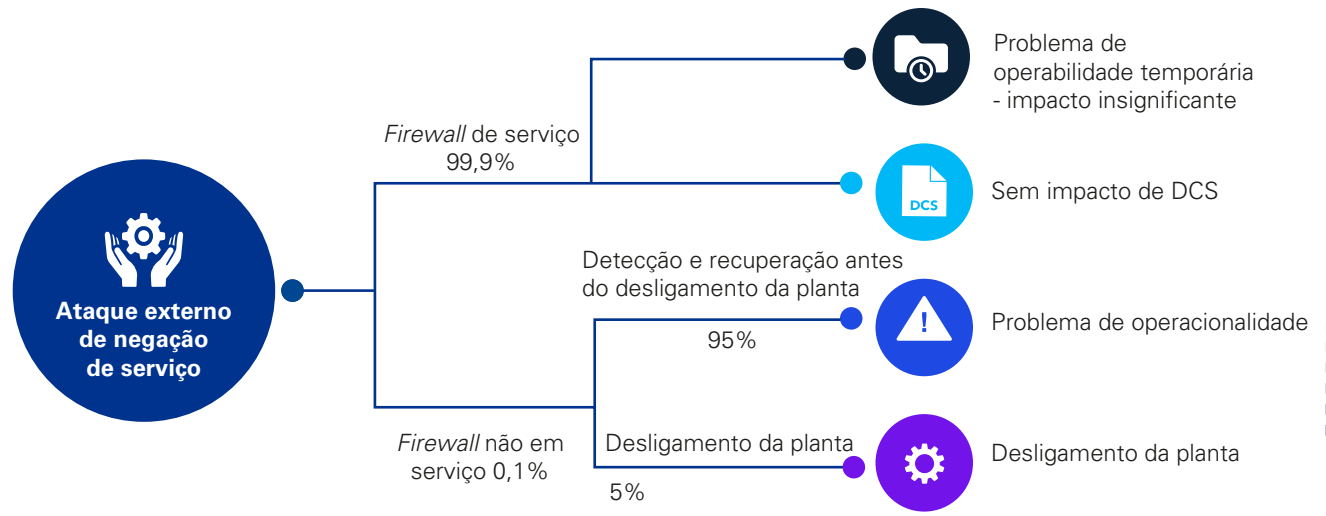 Ataque externo
de negação
de serviço
Firewall de serviço
99,9%
Problema de
operabilidade temporária
- impacto insignificante
DCS
Sem impacto de DCS
Detecção e recuperação antes
do desligamento da planta
95%
!
Problema de operacionalidade
Firewall não em
serviço 0,1%
Desligamento da planta
5%
Desligamento da planta